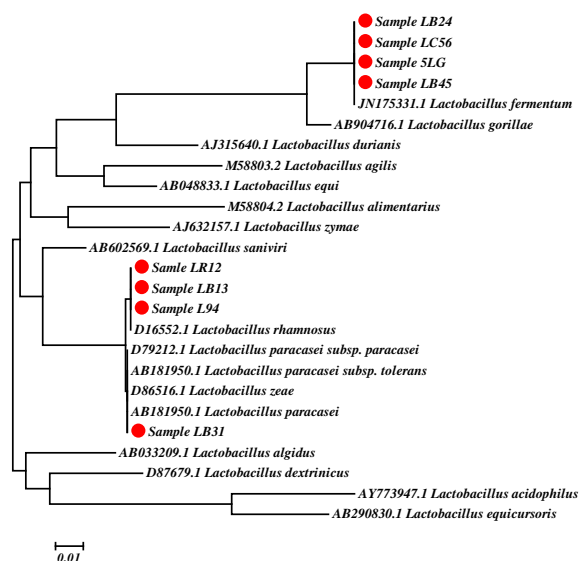 Sample LB24
Sample LC56
Sample 5LG
Sample LB45
JN175331.1 Lactobacillus fermentum
AB904716.1 Lactobacillus gorillae
AJ315640.1 Lactobacillus durianis
M58803.2 Lactobacillus agilis
AB048833.1 Lactobacillus equi
M58804.2 Lactobacillus alimentarius
AJ632157.1 Lactobacillus zymae
AB602569.1 Lactobacillus saniviri
Samle LR12
Sample LB13
Sample L94
D16552.1 Lactobacillus rhamnosus
D79212.1 Lactobacillus paracasei subsp. paracasei
AB181950.1 Lactobacillus paracasei subsp. tolerans
D86516.1 Lactobacillus zeae
AB181950.1 Lactobacillus paracasei
Sample LB31
AB033209.1 Lactobacillus algidus
D87679.1 Lactobacillus dextrinicus
AY773947.1 Lactobacillus acidophilus
AB290830.1 Lactobacillus equicursoris
0.01